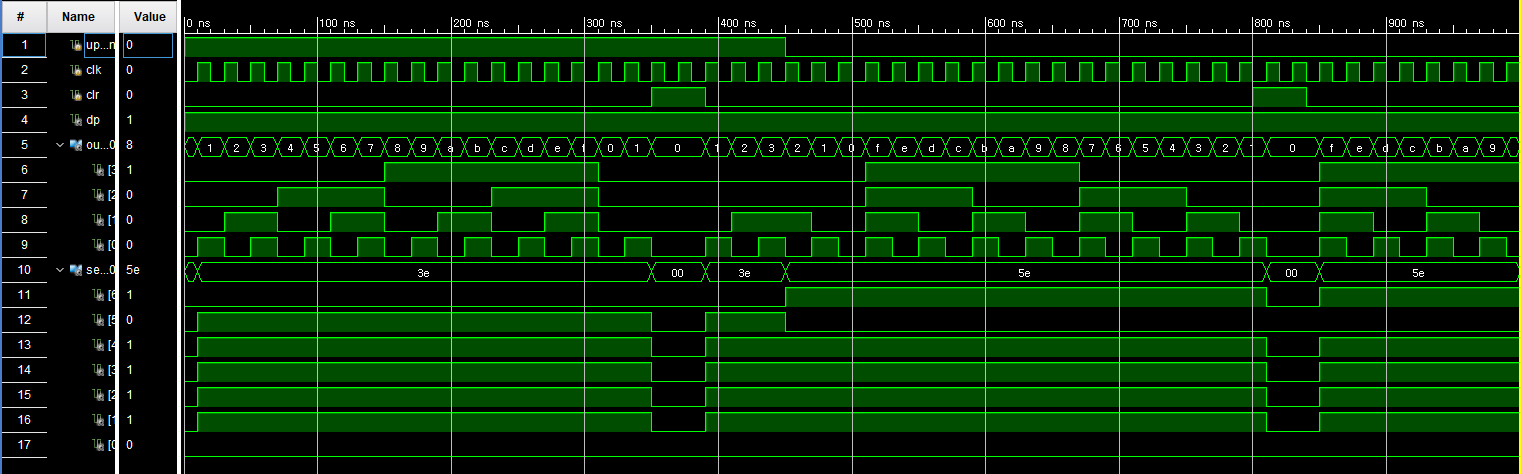 # Name Value 0 ns 100 ns 200 ns 300 ns 400 ns 500 ns 600 ns 700 ns 800 ns 900 ns
1 up...n 0
2 clk 0
3 clr 0
4 dp 1
5 ou...0 8 1 2 3 4 5 6 7 8 9 a b c d e f 0 1 0 1 2 3 2 1 0 f e d c b a 9 8 7 6 5 4 3 2 1 0 f e d c b a 9
6 [3 1
7 [2 0
8 [1 0
9 [0 0
10 se...0 5e 3e 00 3e 5e 00 5e
11 [6 1
12 [5 0
13 [4 1
14 [3 1
15 [2 1
16 [1 1
17 [0 0